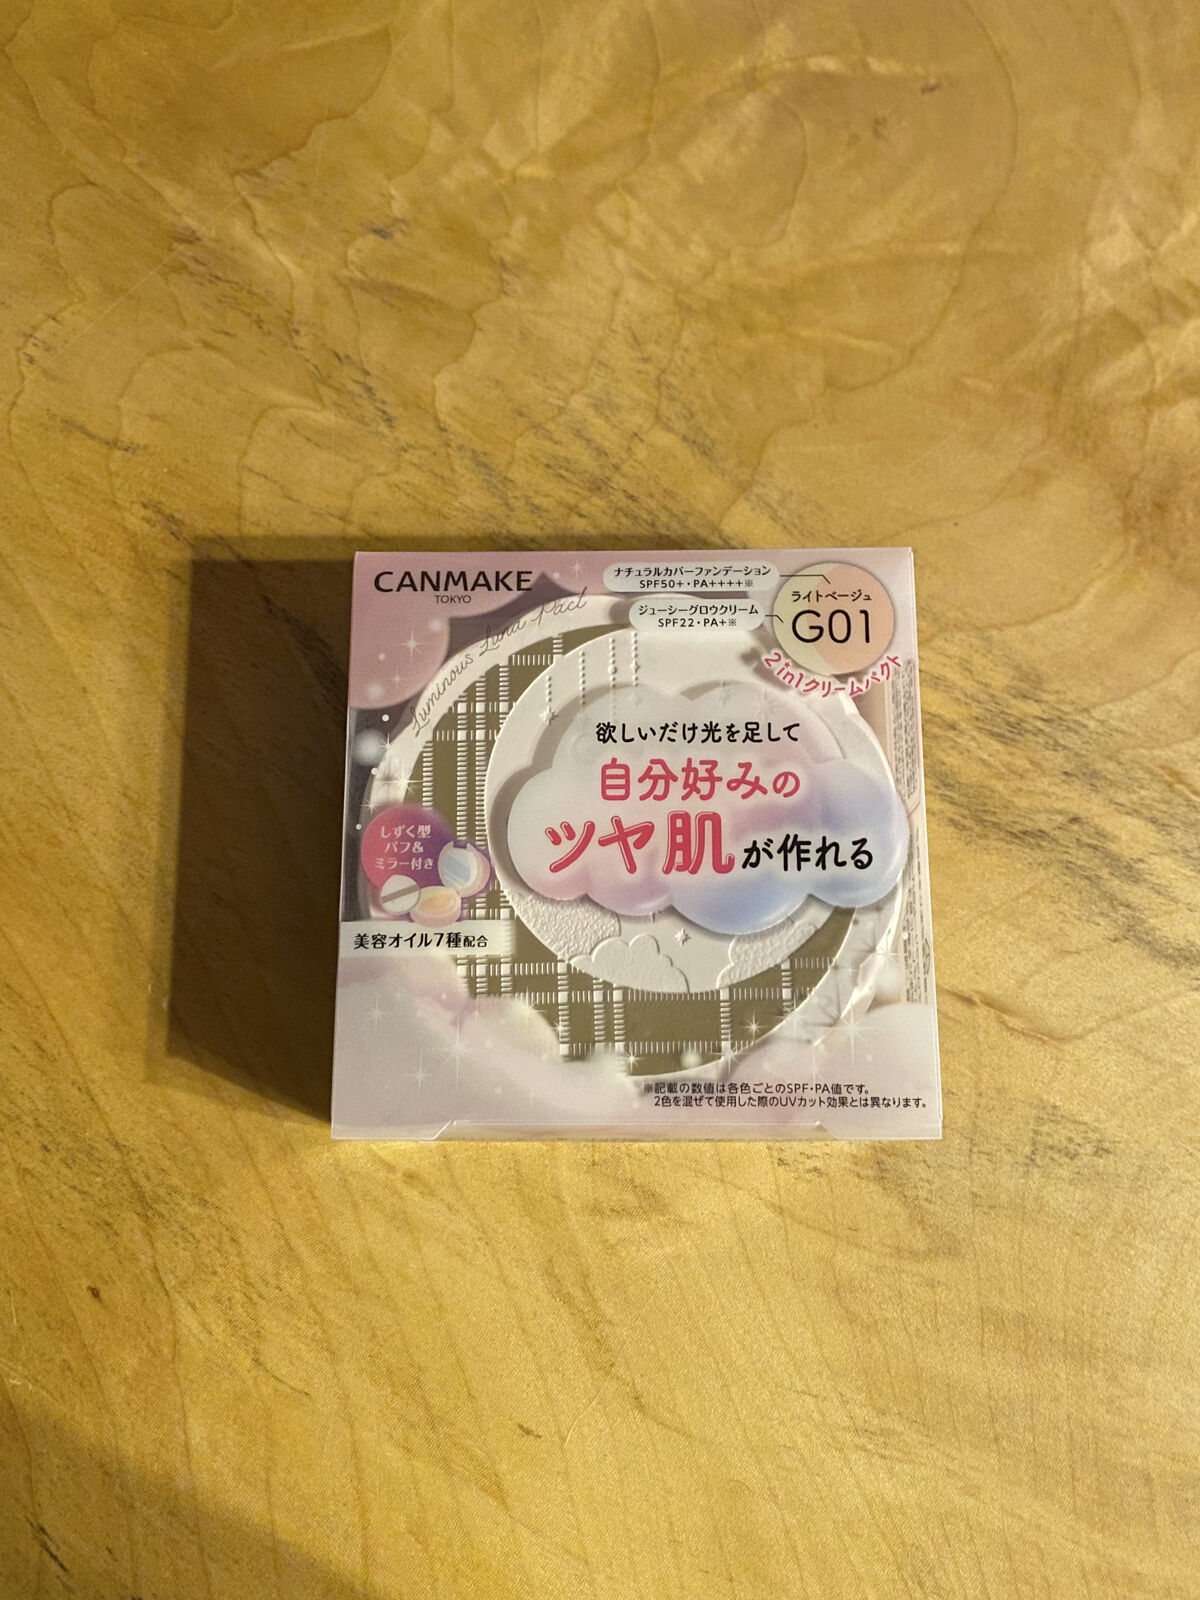 CANMAKE
TOKYO
Luminous Luna Pact
ナチュラルカバーファンデーション
SPF50+・PA++++※
ジューシーグロウクリーム
SPF22・PA+※
ライトベージュ
G01
2in1クリームパクト
欲しいだけ光を足して
自分好みの
ツヤ肌が作れる
しずく型
パフ&
ミラー付き
美容オイル7種配合
※記載の数値は各色ごとのSPF・PA値です。
2色を混ぜて使用した際のUVカット効果とは異なります。